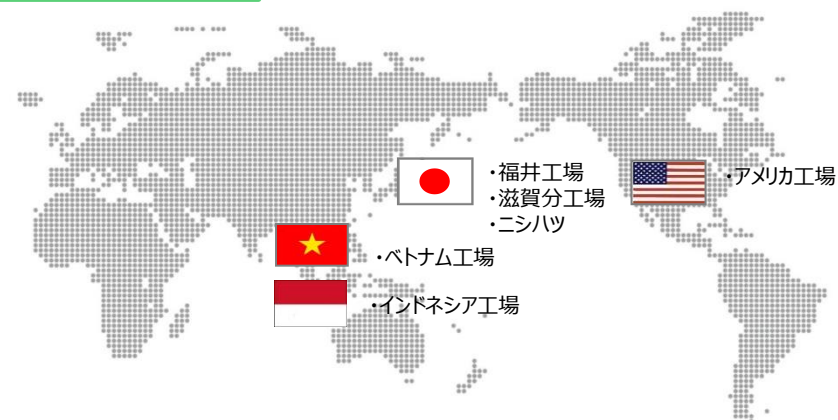 ・福井工場
・滋賀分工場
・ニシハツ
・アメリカ工場
・ベトナム工場
・インドネシア工場